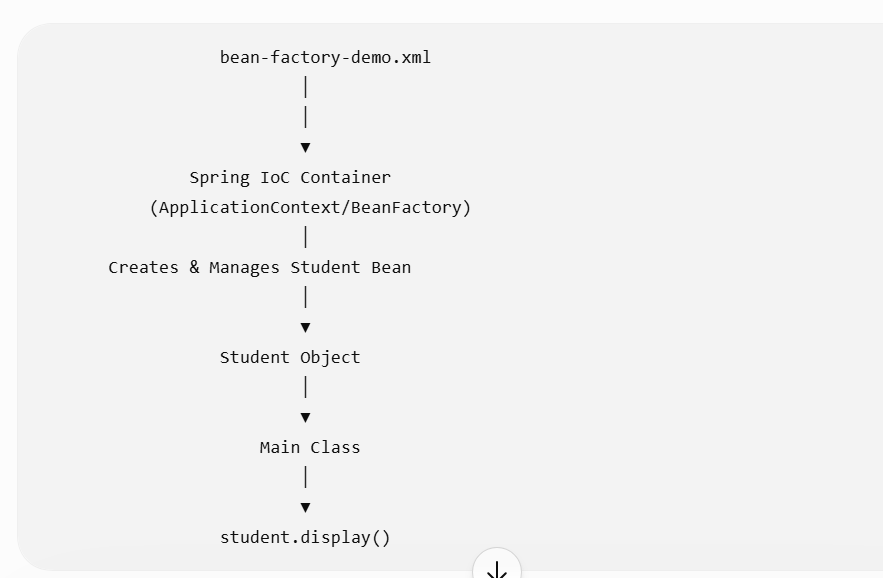 bean-factory-demo.xml
Spring IoC Container
(ApplicationContext/BeanFactory)
Creates & Manages Student Bean
Student Object
Main Class
student.display()